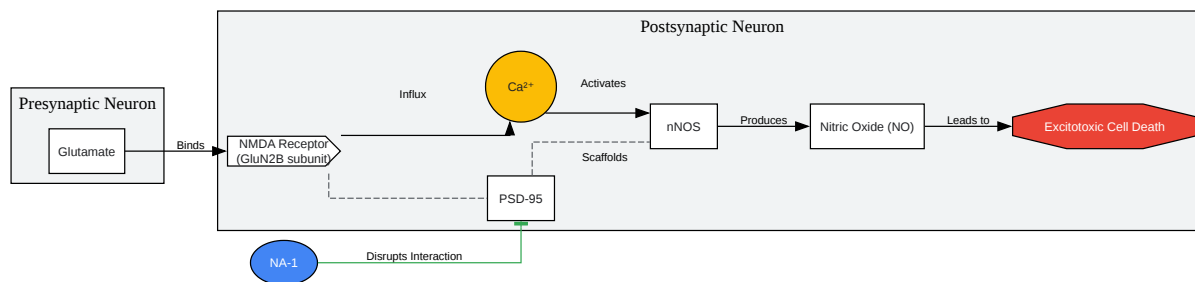 Postsynaptic Neuron
Presynaptic Neuron
Glutamate
Binds
NMDA Receptor
(GluN2B subunit)
Influx
Ca²⁺
Activates
nNOS
Produces
Nitric Oxide (NO)
Leads to
Excitotoxic Cell Death
Scaffolds
PSD-95
NA-1
Disrupts Interaction